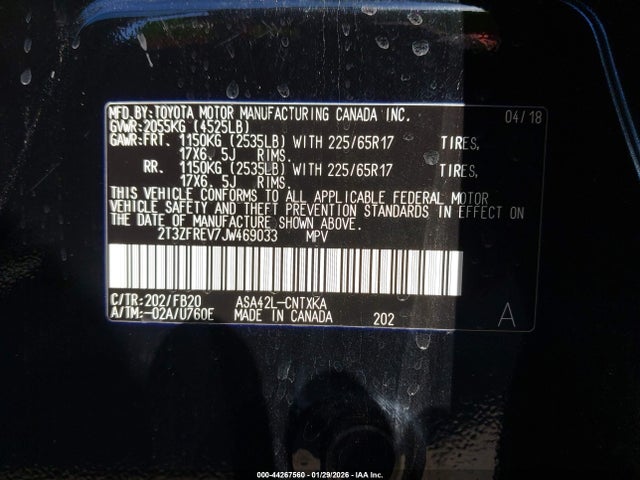 MFD.BY:TOYOTA MOTOR MANUFACTURING CANADA INC. 04/18
GVWR:2055KG (4525LB)
GAWR:FRT. 1150KG (2535LB) WITH 225/65R17 TIRES,
17X6. 5J RIMS.
RR. 1150KG (2535LB) WITH 225/65R17 TIRES,
17X6. 5J RIMS.
THIS VEHICLE CONFORMS TO ALL APPLICABLE FEDERAL MOTOR
VEHICLE SAFETY AND THEFT PREVENTION STANDARDS IN EFFECT ON
THE DATE OF MANUFACTURE SHOWN ABOVE.
2T3ZFREV7JW469033 MPV
C/TR:202/FB20 ASA42L-CNTXKA
A/TM:-02A/U760E MADE IN CANADA 202 A
000-44267560 - 01/29/2026 - IAA Inc.